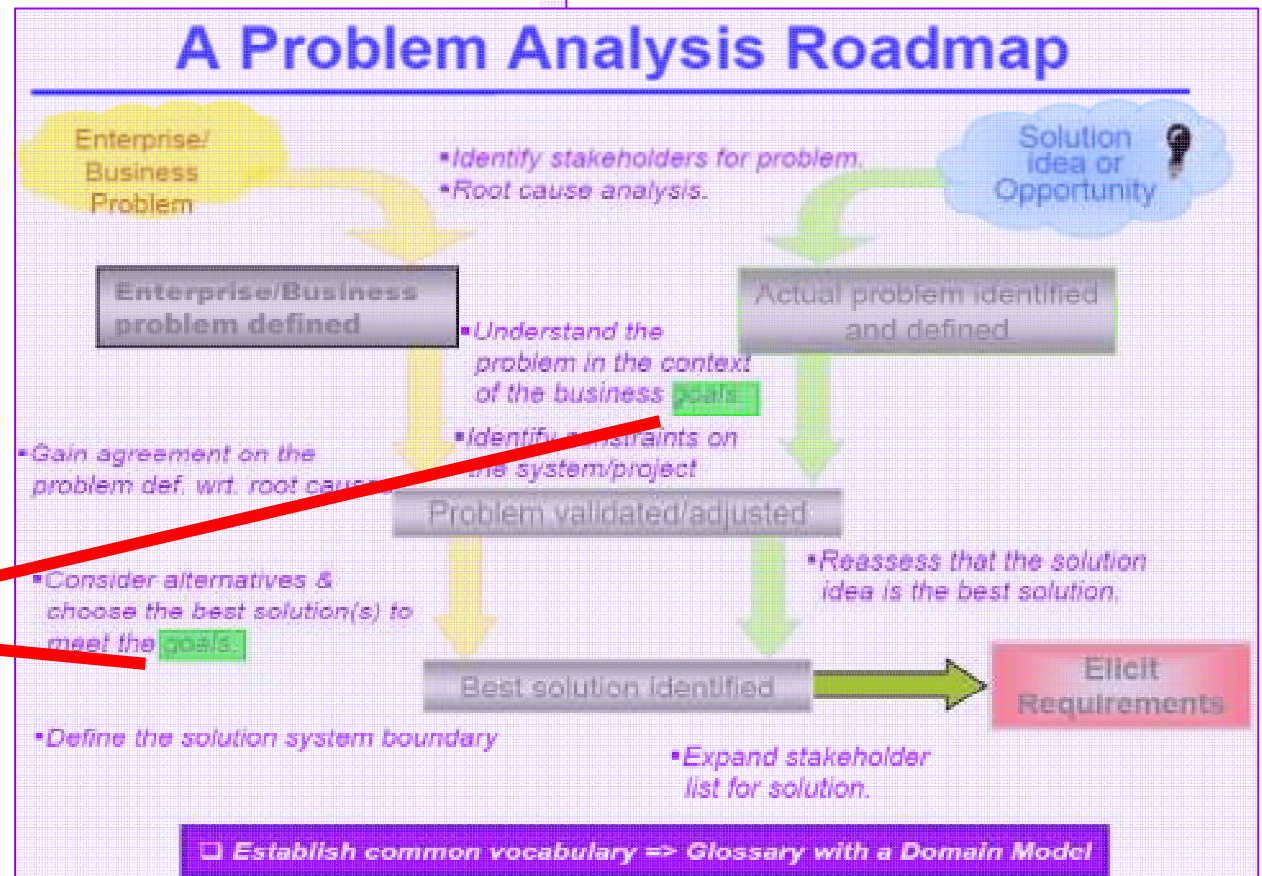 A Problem Analysis Roadmap
Enterprise/
Business
Problem
▪Identify stakeholders for problem.
▪Root cause analysis.
Solution
idea or
Opportunity
Enterprise/Business
problem defined
Actual problem identified
and defined
▪Understand the
problem in the context
of the business goals.
▪Identify constraints on
the system/project
▪Gain agreement on the
problem def. wrt. root causes
Problem validated/adjusted
▪Consider alternatives &
choose the best solution(s) to
meet the goals.
▪Reassess that the solution
idea is the best solution.
Best solution identified
Elicit
Requirements
▪Define the solution system boundary
▪Expand stakeholder
list for solution.
❑ Establish common vocabulary => Glossary with a Domain Model